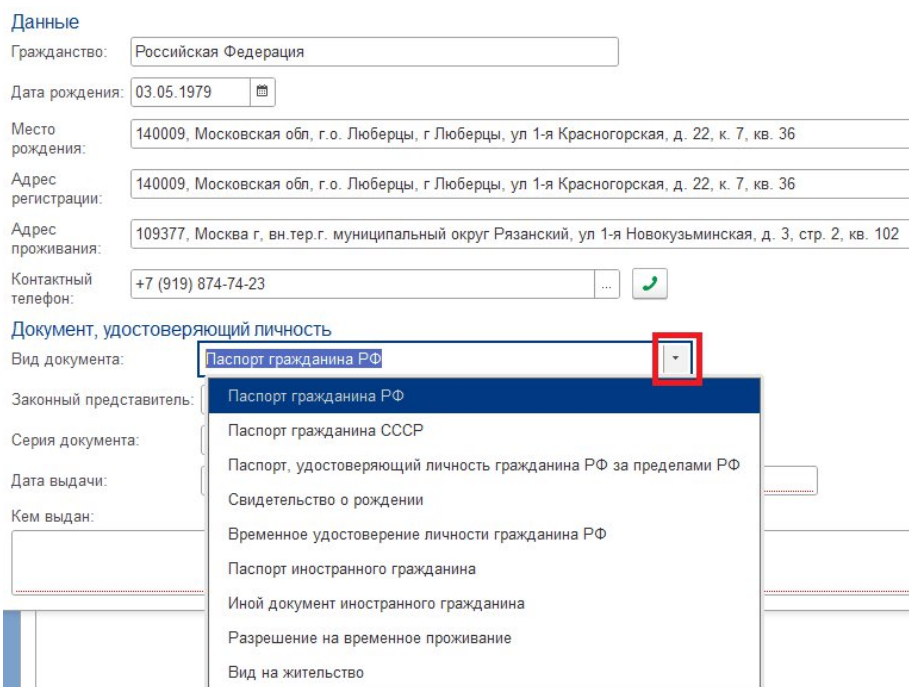 Данные
Гражданство: Российская Федерация
Дата рождения: 03.05.1979
Место
рождения: 140009, Московская обл, г.о. Люберцы, г Люберцы, ул 1-я Красногорская, д. 22, к. 7, кв. 36
Адрес
регистрации: 140009, Московская обл, г.о. Люберцы, г Люберцы, ул 1-я Красногорская, д. 22, к. 7, кв. 36
Адрес
проживания: 109377, Москва г, вн.тер.г. муниципальный округ Рязанский, ул 1-я Новокузьминская, д. 3, стр. 2, кв. 102
Контактный
телефон: +7 (919) 874-74-23 ...
Документ, удостоверяющий личность
Вид документа: Паспорт гражданина РФ
Законный представитель:
Серия документа:
Дата выдачи:
Кем выдан:
Паспорт гражданина РФ
Паспорт гражданина СССР
Паспорт, удостоверяющий личность гражданина РФ за пределами РФ
Свидетельство о рождении
Временное удостоверение личности гражданина РФ
Паспорт иностранного гражданина
Иной документ иностранного гражданина
Разрешение на временное проживание
Вид на жительство